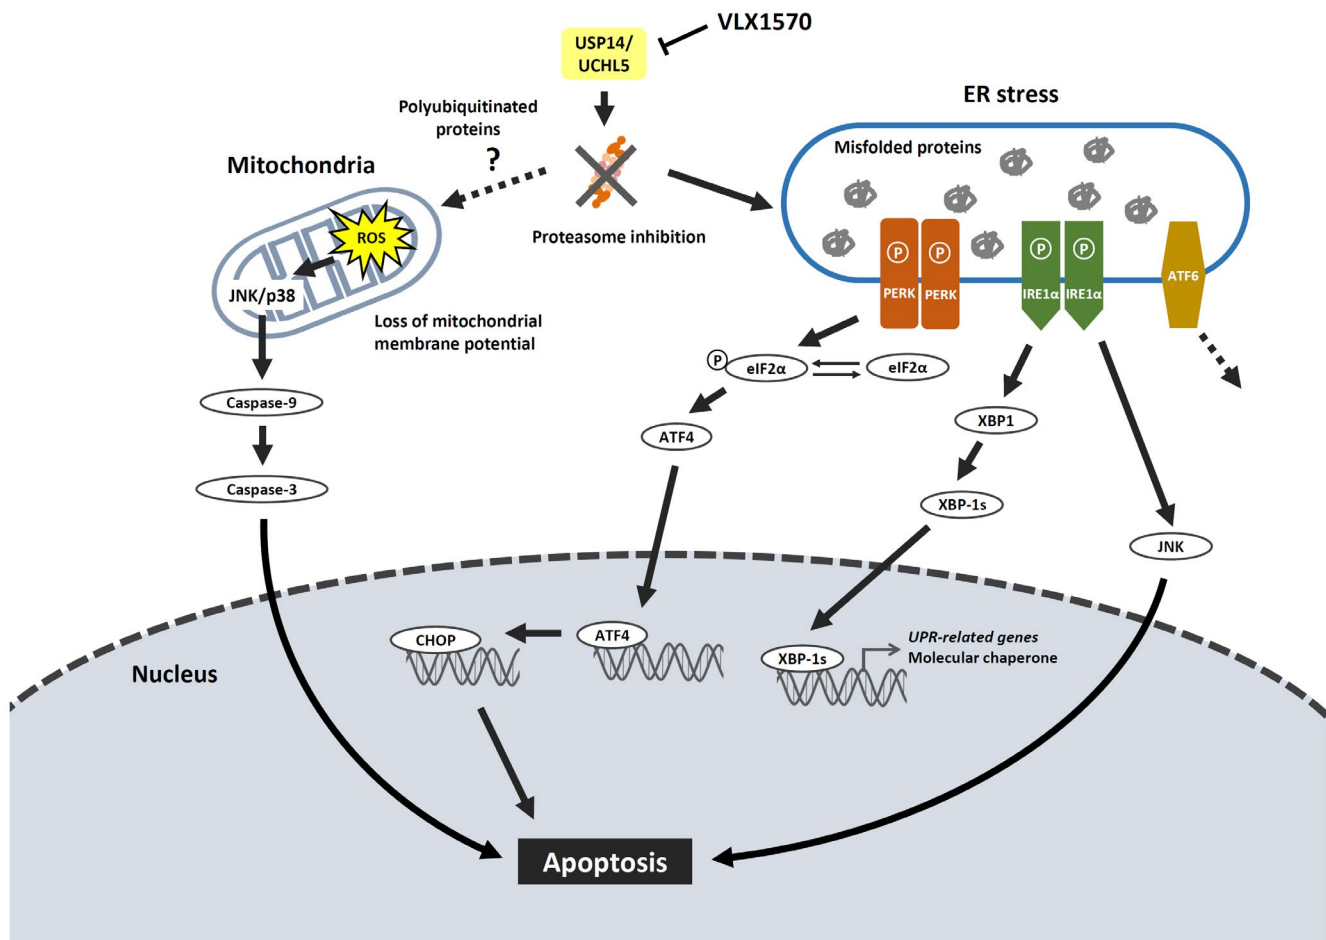 VLX1570
USP14/
UCHL5
ER stress
Polyubiquitinated
proteins
?
Misfolded proteins
Mitochondria
ROS
Proteasome inhibition
JNK/p38
Loss of mitochondrial
membrane potential
P
P
P
P
PERK
PERK
IRE1α
IRE1α
ATF6
P
eIF2α
eIF2α
Caspase-9
ATF4
XBP1
Caspase-3
XBP-1s
JNK
CHOP
ATF4
XBP-1s
UPR-related genes
Molecular chaperone
Nucleus
Apoptosis